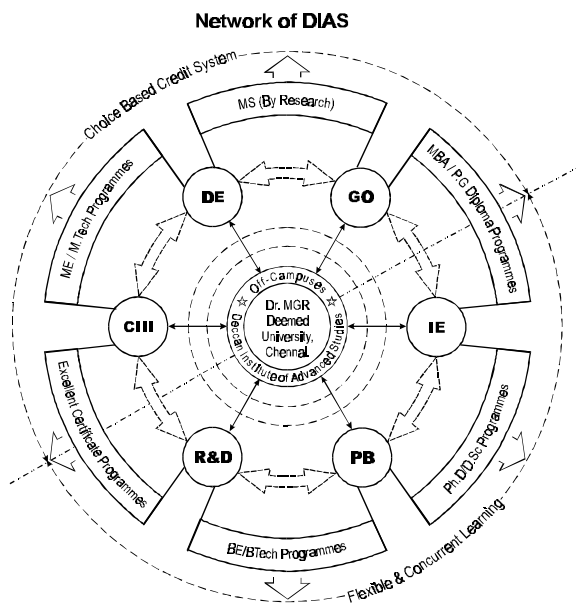 Network of DIAS
Choice Based Credit System
MS (By Research)
ME / M.Tech Programmes
MBA / P.G Diploma Programmes
DE
GO
CIII
IE
Off-Campuses
Dr. MGR
Deemed
University,
Chennai.
Deccan Institute of Advanced Studies
Excellent Certificate Programmes
Ph.D/D.Sc Programmes
R&D
PB
BE/BTech Programmes
Flexible & Concurrent Learning